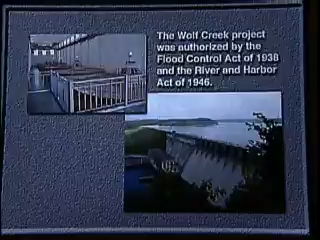 The Wolf Creek project
was authorized by the
Flood Control Act of 1938
and the River and Harbor
Act of 1946.